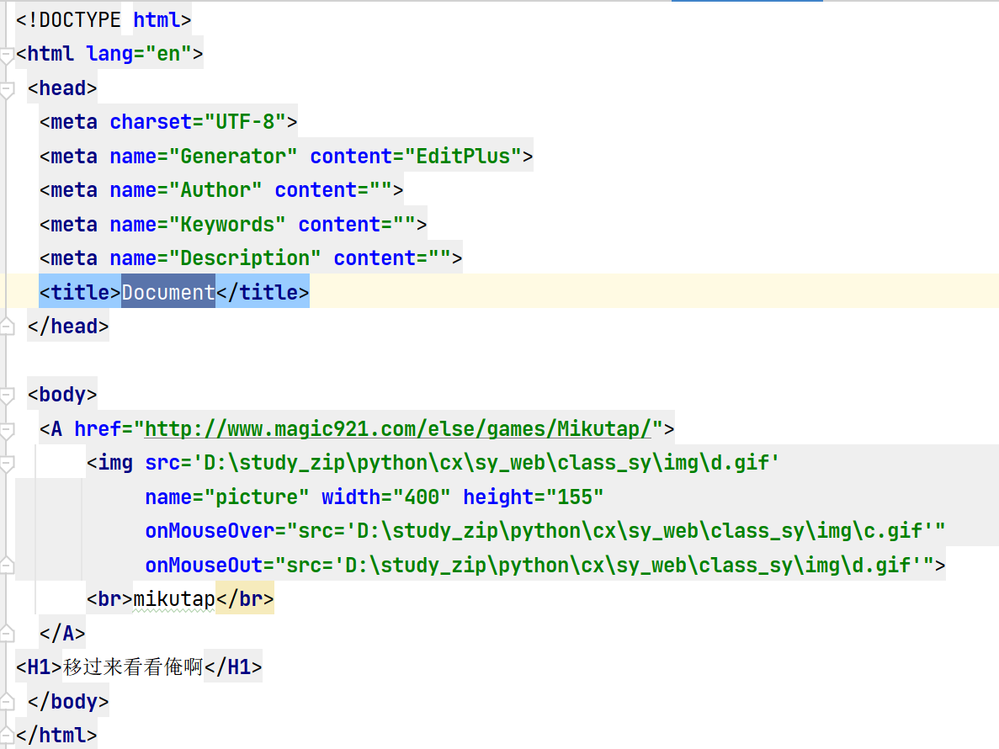 <!DOCTYPE html>
<html lang="en">
<head>
<meta charset="UTF-8">
<meta name="Generator" content="EditPlus">
<meta name="Author" content="">
<meta name="Keywords" content="">
<meta name="Description" content="">
<title>Document</title>
</head>
<body>
<A href="http://www.magic921.com/else/games/Mikutap/">
<img src='D:\study_zip\python\cx\sy_web\class_sy\img\d.gif'
name="picture" width="400" height="155"
onMouseOver="src='D:\study_zip\python\cx\sy_web\class_sy\img\c.gif'"
onMouseOut="src='D:\study_zip\python\cx\sy_web\class_sy\img\d.gif'">
<br>mikutap</br>
</A>
<H1>移过来看看俺啊</H1>
</body>
</html>